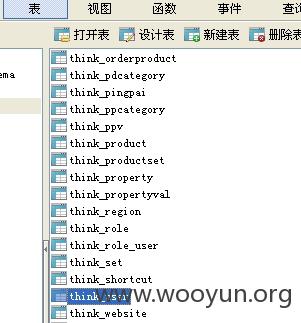 表 视图 函数 事件 查询
打开表 设计表 新建表 删除表
ema
think_orderproduct
think_pdcategory
think_pingpai
think_ppcategory
think_ppv
think_product
think_productset
think_property
think_propertyval
think_region
think_role
think_role_user
think_set
think_shortcut
think_user
www.wooyun.org
think_website